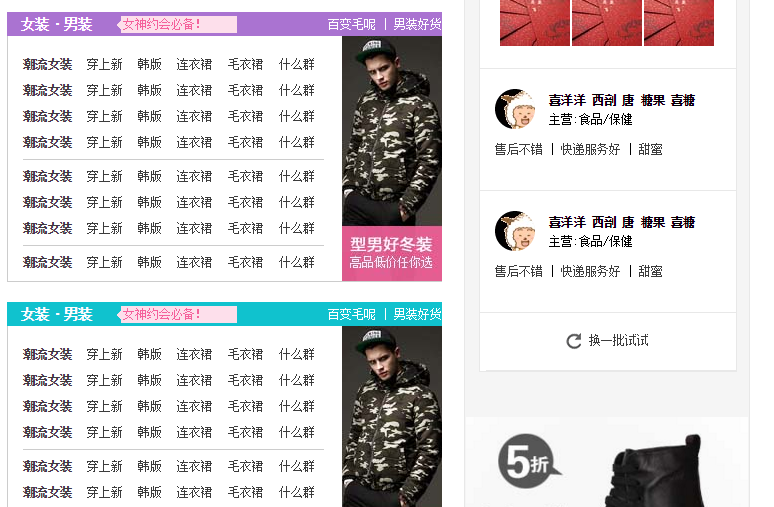 女装 · 男装 女神约会必备! 百变毛呢 | 男装好货
潮流女装 穿上新 韩版 连衣裙 毛衣裙 什么群
潮流女装 穿上新 韩版 连衣裙 毛衣裙 什么群
潮流女装 穿上新 韩版 连衣裙 毛衣裙 什么群
潮流女装 穿上新 韩版 连衣裙 毛衣裙 什么群
潮流女装 穿上新 韩版 连衣裙 毛衣裙 什么群
潮流女装 穿上新 韩版 连衣裙 毛衣裙 什么群
潮流女装 穿上新 韩版 连衣裙 毛衣裙 什么群
潮流女装 穿上新 韩版 连衣裙 毛衣裙 什么群
型男好冬装
高品低价任你选
女装 · 男装 女神约会必备! 百变毛呢 | 男装好货
潮流女装 穿上新 韩版 连衣裙 毛衣裙 什么群
潮流女装 穿上新 韩版 连衣裙 毛衣裙 什么群
潮流女装 穿上新 韩版 连衣裙 毛衣裙 什么群
潮流女装 穿上新 韩版 连衣裙 毛衣裙 什么群
潮流女装 穿上新 韩版 连衣裙 毛衣裙 什么群
潮流女装 穿上新 韩版 连衣裙 毛衣裙 什么群
喜洋洋 西剖 唐 糖果 喜糖
主营:食品/保健
售后不错 | 快递服务好 | 甜蜜
喜洋洋 西剖 唐 糖果 喜糖
主营:食品/保健
售后不错 | 快递服务好 | 甜蜜
换一批试试
5折